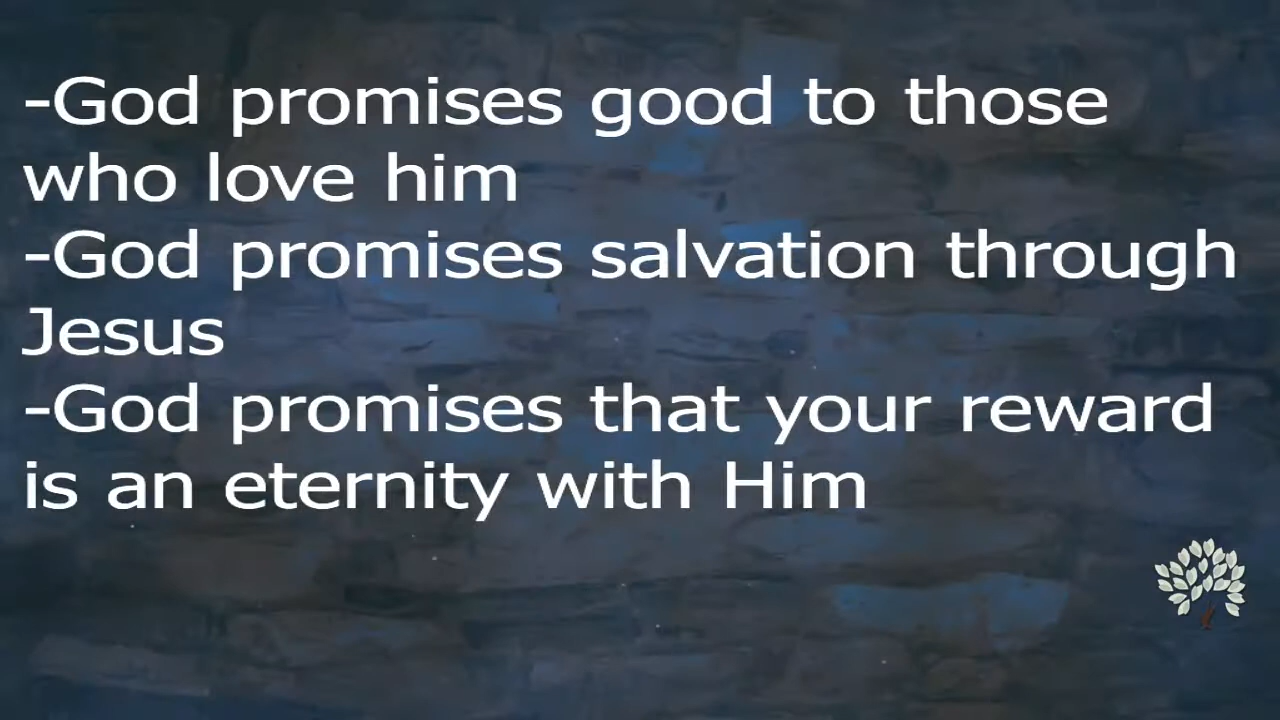 -God promises good to those
who love him
-God promises salvation through
Jesus
-God promises that your reward
is an eternity with Him